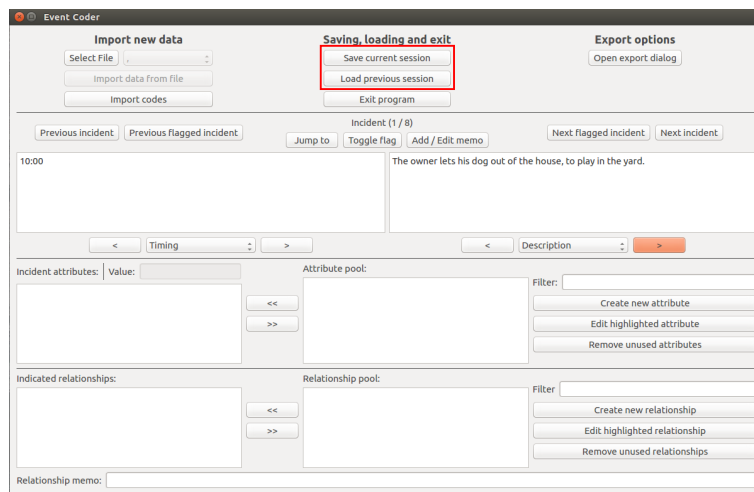 Event Coder
Import new data
Saving, loading and exit
Export options
Select File
,
Save current session
Open export dialog
Import data from file
Load previous session
Import codes
Exit program
Incident (1 / 8)
Previous incident
Previous flagged incident
Jump to
Toggle flag
Add / Edit memo
Next flagged incident
Next incident
10:00
The owner lets his dog out of the house, to play in the yard.
<
Timing
>
<
Description
>
Incident attributes:
Value:
Attribute pool:
Filter:
<<
>>
Create new attribute
Edit highlighted attribute
Remove unused attributes
Indicated relationships:
Relationship pool:
Filter
<<
>>
Create new relationship
Edit highlighted relationship
Remove unused relationships
Relationship memo: